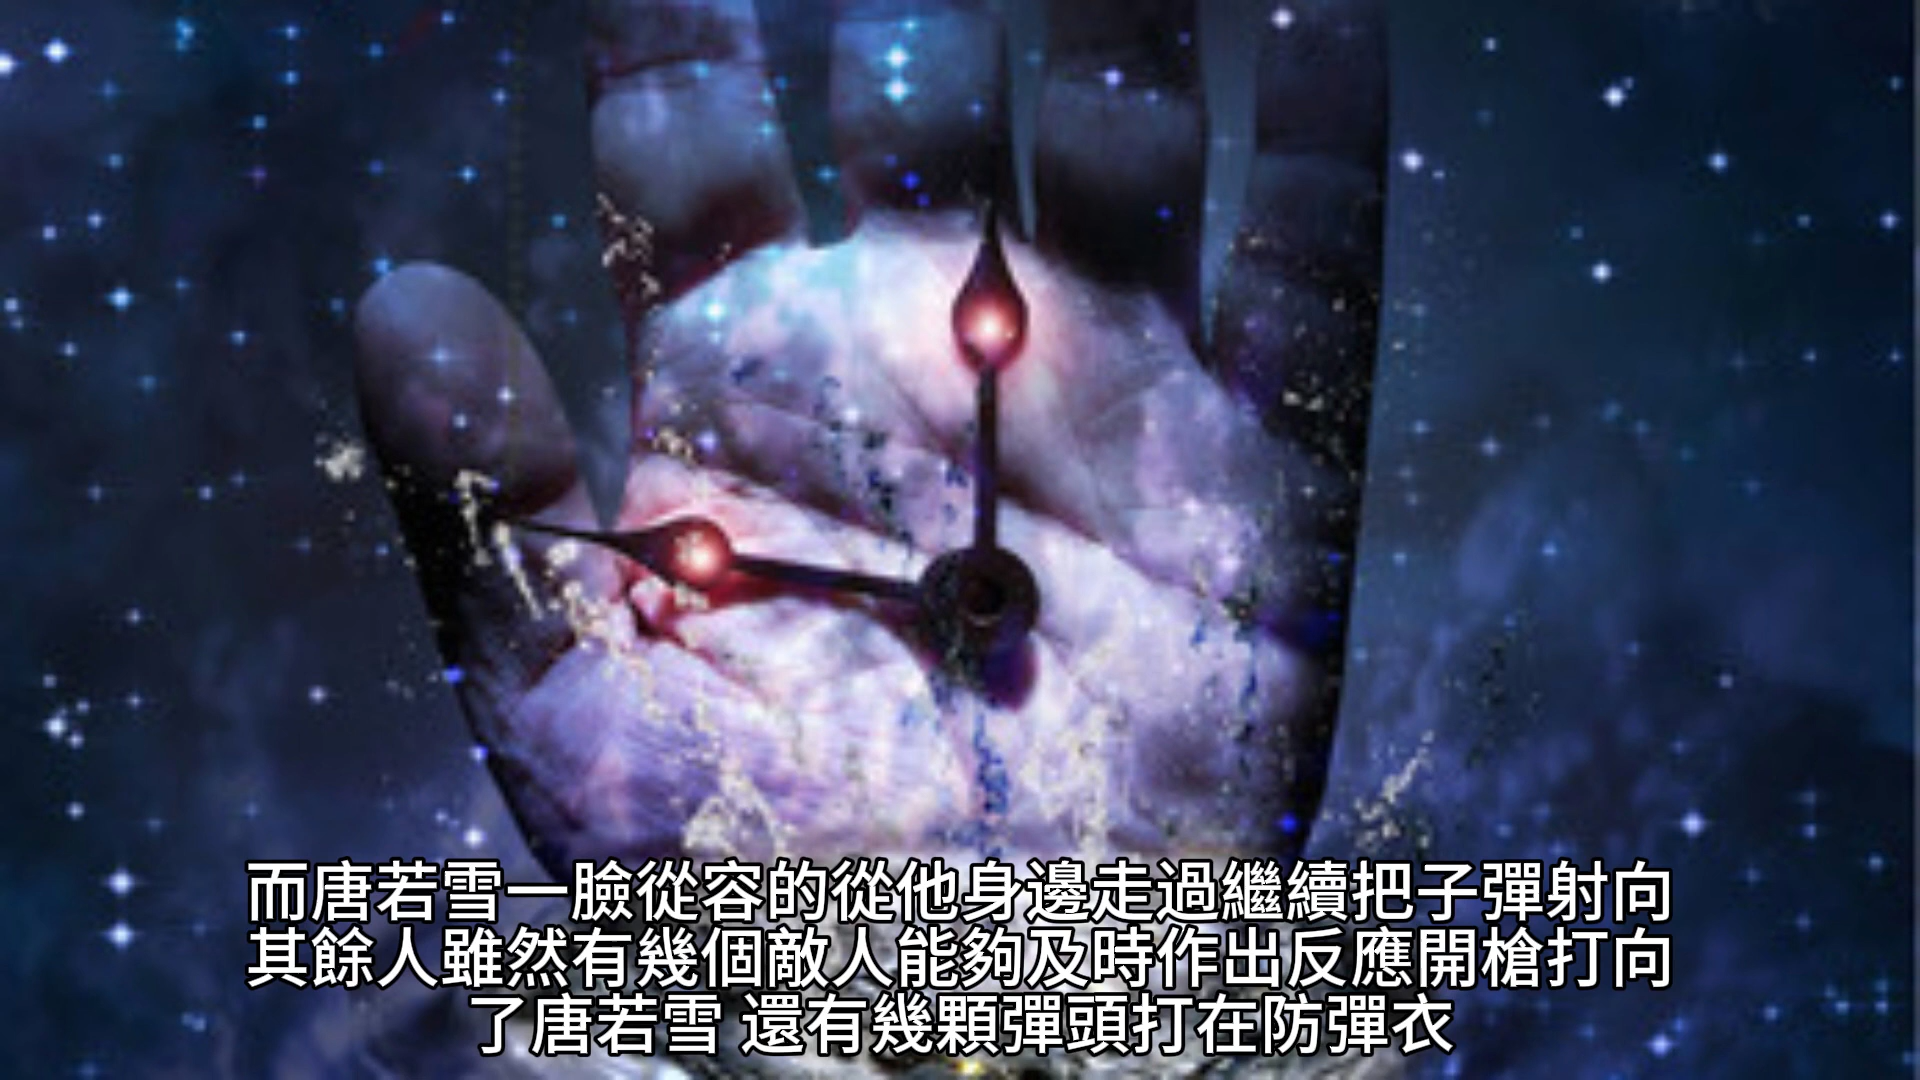 而唐若雪一臉從容的從他身邊走過繼續把子彈射向
其餘人雖然有幾個敵人能夠及時作出反應開槍打向
了唐若雪 還有幾顆彈頭打在防彈衣